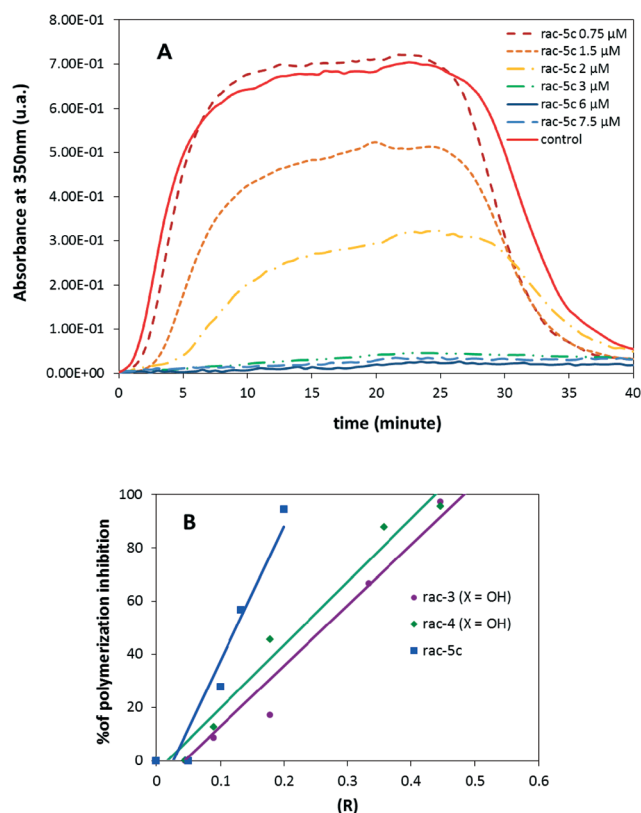 8.00E-01
7.00E-01
6.00E-01
5.00E-01
4.00E-01
3.00E-01
2.00E-01
1.00E-01
0.00E+00
Absorbance at 350nm (u.a.)
A
rac-5c 0.75 µM
rac-5c 1.5 µM
rac-5c 2 µM
rac-5c 3 µM
rac-5c 6 µM
rac-5c 7.5 µM
control
0 5 10 15 20 25 30 35 40
time (minute)
100
80
60
40
20
0
%of polymerization inhibition
B
rac-3 (X = OH)
rac-4 (X = OH)
rac-5c
0 0.1 0.2 0.3 0.4 0.5 0.6
(R)